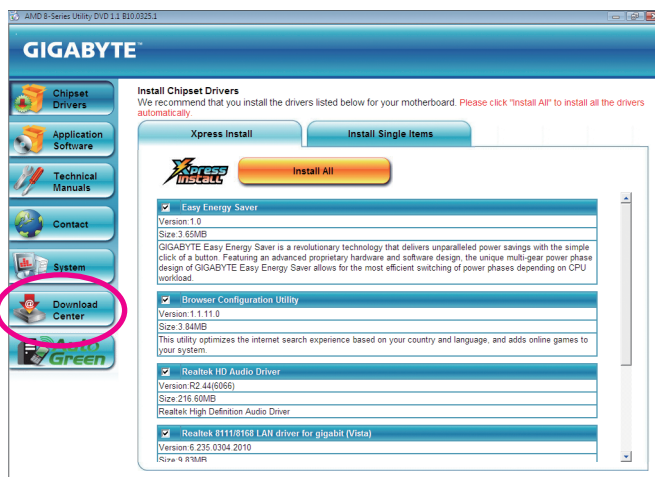 AMD 8-Series Utility DVD 1.1 B10.0325.1
GIGABYTE™
Chipset
Drivers
Application
Software
Technical
Manuals
Contact
System
Download
Center
Auto
Green
Install Chipset Drivers
We recommend that you install the drivers listed below for your motherboard. Please click "Install All" to install all the drivers
automatically.
Xpress Install
Install Single Items
Xpress
INSTALL
Install All
Easy Energy Saver
Version:1.0
Size:3.65MB
GIGABYTE Easy Energy Saver is a revolutionary technology that delivers unparalleled power savings with the simple
click of a button. Featuring an advanced proprietary hardware and software design, the unique multi-gear power phase
design of GIGABYTE Easy Energy Saver allows for the most efficient switching of power phases depending on CPU
workload.
Browser Configuration Utility
Version:1.1.11.0
Size:3.84MB
This utility optimizes the internet search experience based on your country and language, and adds online games to
your system.
Realtek HD Audio Driver
Version:R2.44(6066)
Size:216.60MB
Realtek High Definition Audio Driver
Realtek 8111/8168 LAN driver for gigabit (Vista)
Version:6.235.0304.2010
Size:9.83MB